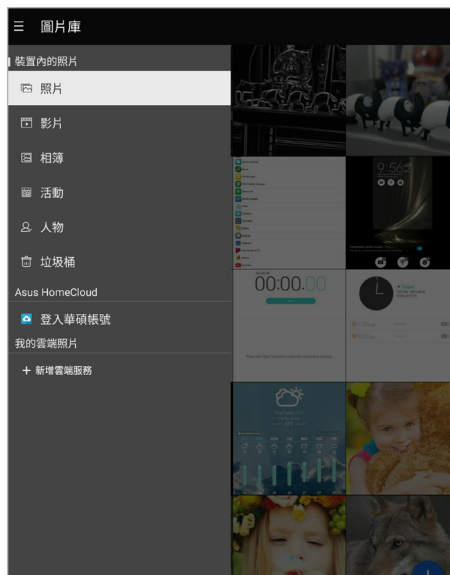 圖片庫
裝置內的照片
照片
影片
相簿
活動
人物
垃圾桶
Asus HomeCloud
登入華碩帳號
我的雲端照片
新增雲端服務
9:56
00:00.00